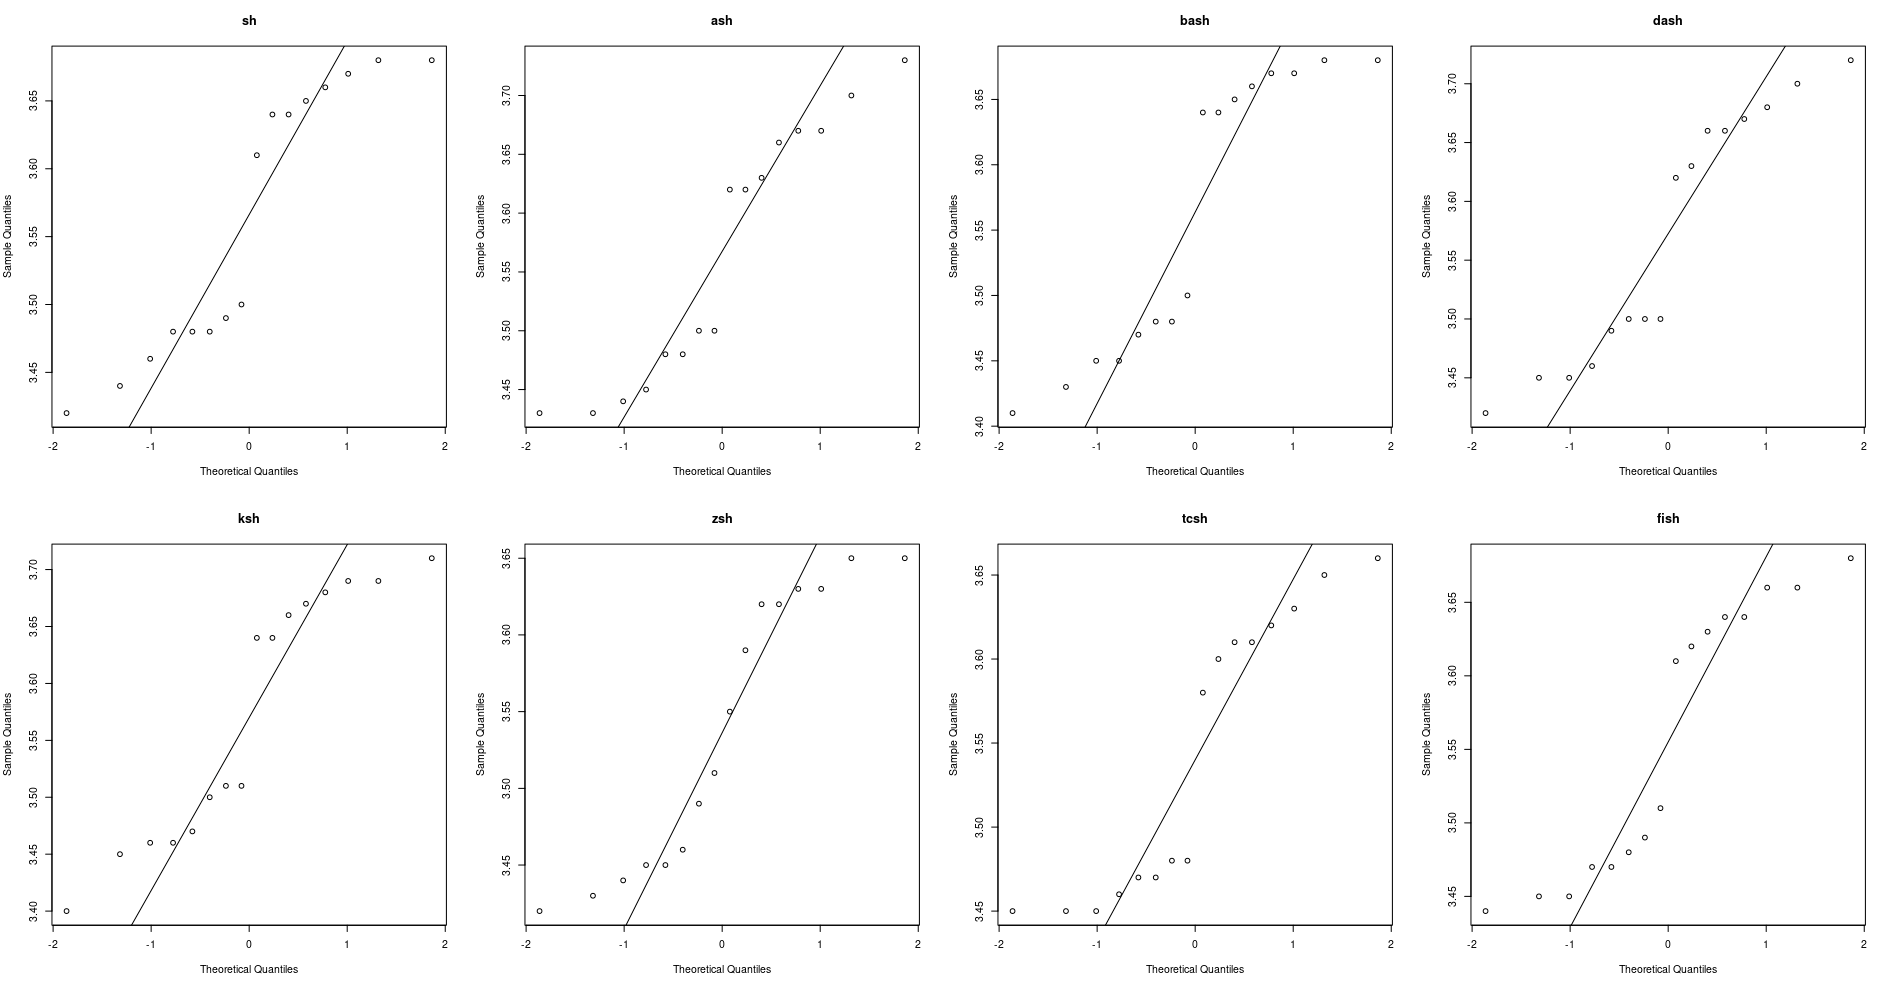 sh
ash
bash
dash
Sample Quantiles
3.45 3.50 3.55 3.60 3.65
-2 -1 0 1 2
Theoretical Quantiles
Sample Quantiles
3.45 3.50 3.55 3.60 3.65 3.70
-2 -1 0 1 2
Theoretical Quantiles
Sample Quantiles
3.40 3.45 3.50 3.55 3.60 3.65
-2 -1 0 1 2
Theoretical Quantiles
Sample Quantiles
3.45 3.50 3.55 3.60 3.65 3.70
-2 -1 0 1 2
Theoretical Quantiles
ksh
zsh
tcsh
fish
Sample Quantiles
3.40 3.45 3.50 3.55 3.60 3.65 3.70
-2 -1 0 1 2
Theoretical Quantiles
Sample Quantiles
3.45 3.50 3.55 3.60 3.65
-2 -1 0 1 2
Theoretical Quantiles
Sample Quantiles
3.45 3.50 3.55 3.60 3.65
-2 -1 0 1 2
Theoretical Quantiles
Sample Quantiles
3.45 3.50 3.55 3.60 3.65
-2 -1 0 1 2
Theoretical Quantiles